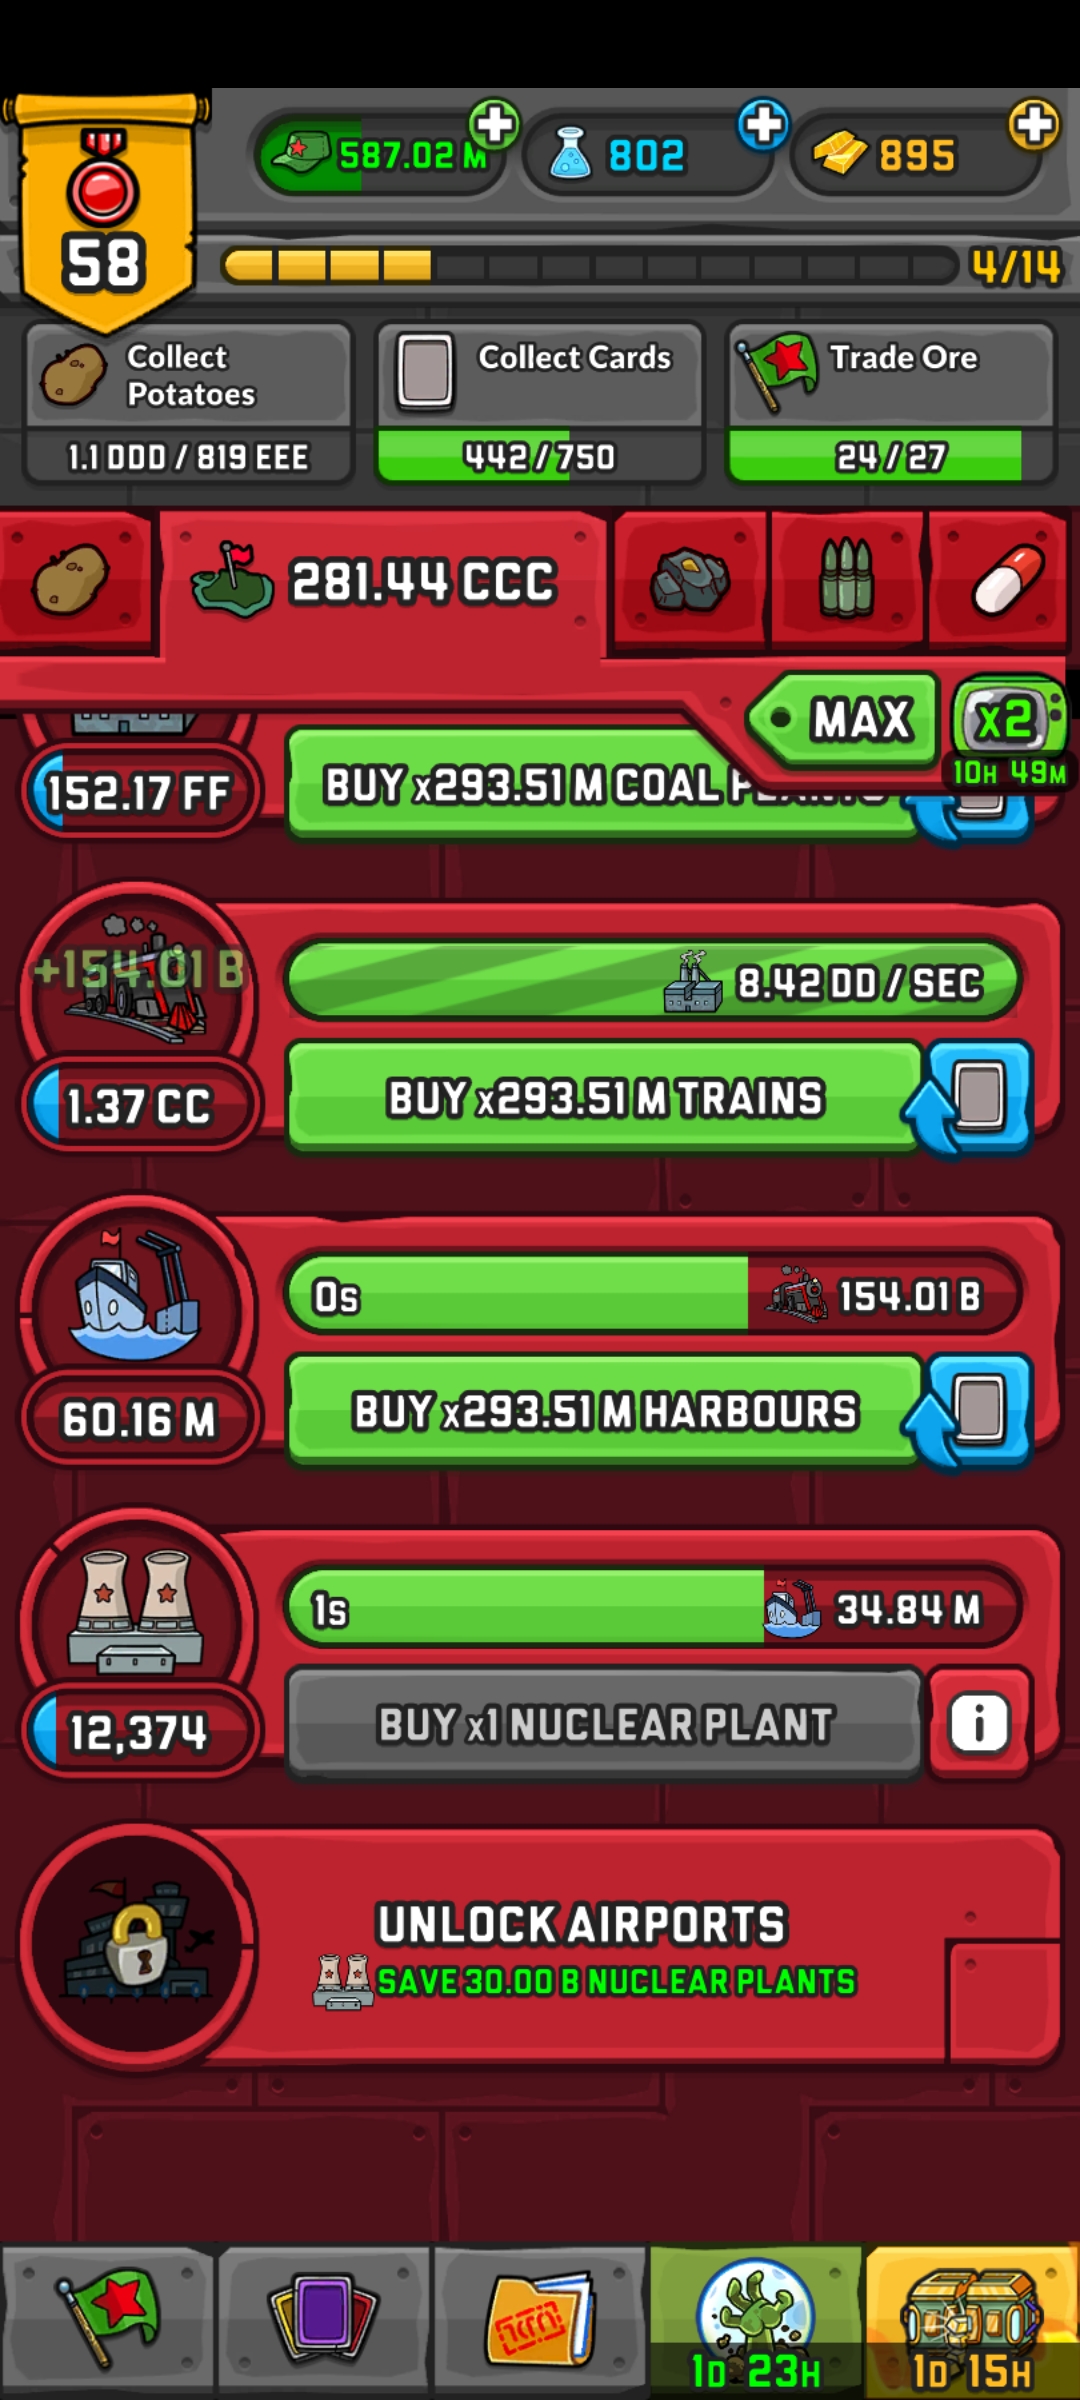 587.02 M
802
895
58
4/14
Collect
Potatoes
1.1 DDD / 819 EEE
Collect Cards
442/750
Trade Ore
24/27
281.44 CCC
MAX
x2
10H 49M
152.17 FF
BUY x293.51 M COAL PLANTS
+154.01 B
8.42 DD / SEC
1.37 CC
BUY x293.51 M TRAINS
0s
154.01 B
60.16 M
BUY x293.51 M HARBOURS
1s
34.84 M
12,374
BUY x1 NUCLEAR PLANT
i
UNLOCK AIRPORTS
SAVE 30.00 B NUCLEAR PLANTS
1D 23H
1D 15H